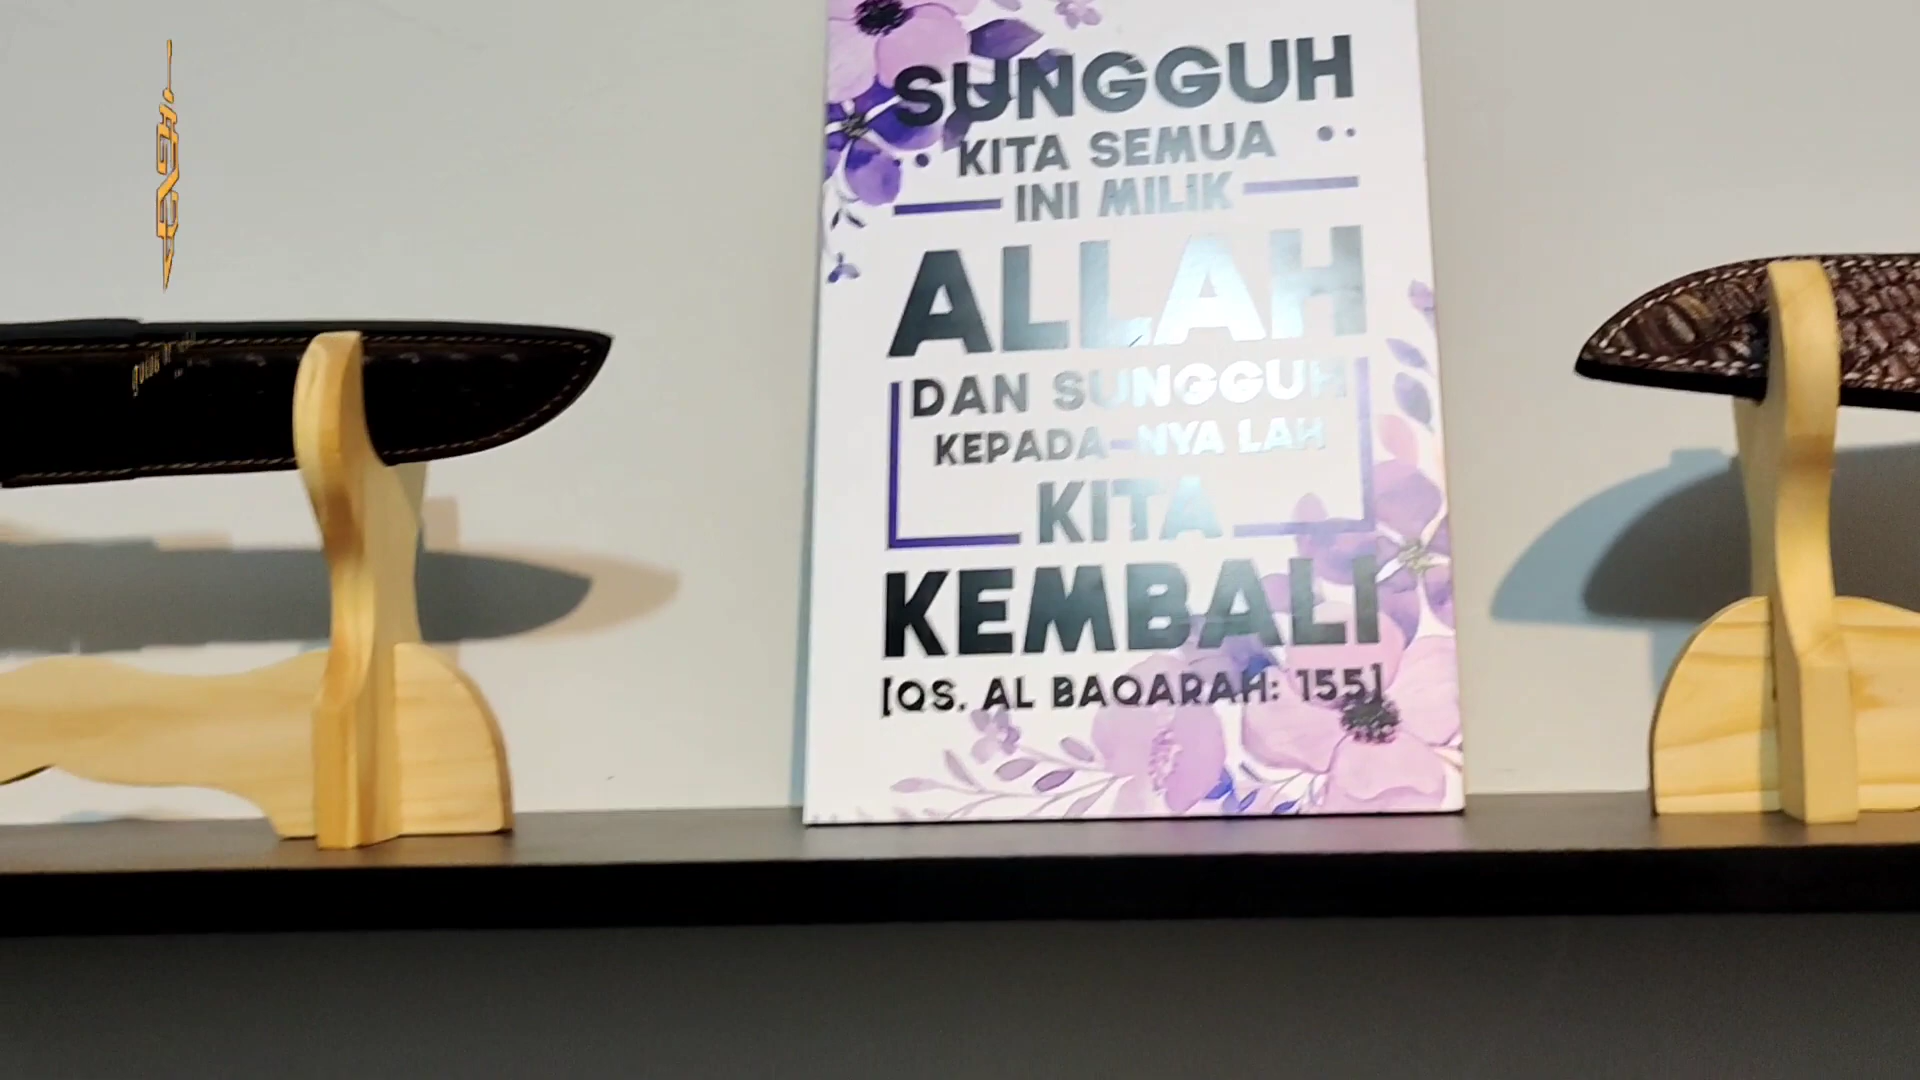 SUNGGUH
KITA SEMUA
INI MILIK
ALLAH
DAN SUNGGUH
KEPADA-NYA LAH
KITA
KEMBALI
[QS. AL BAQARAH: 155]